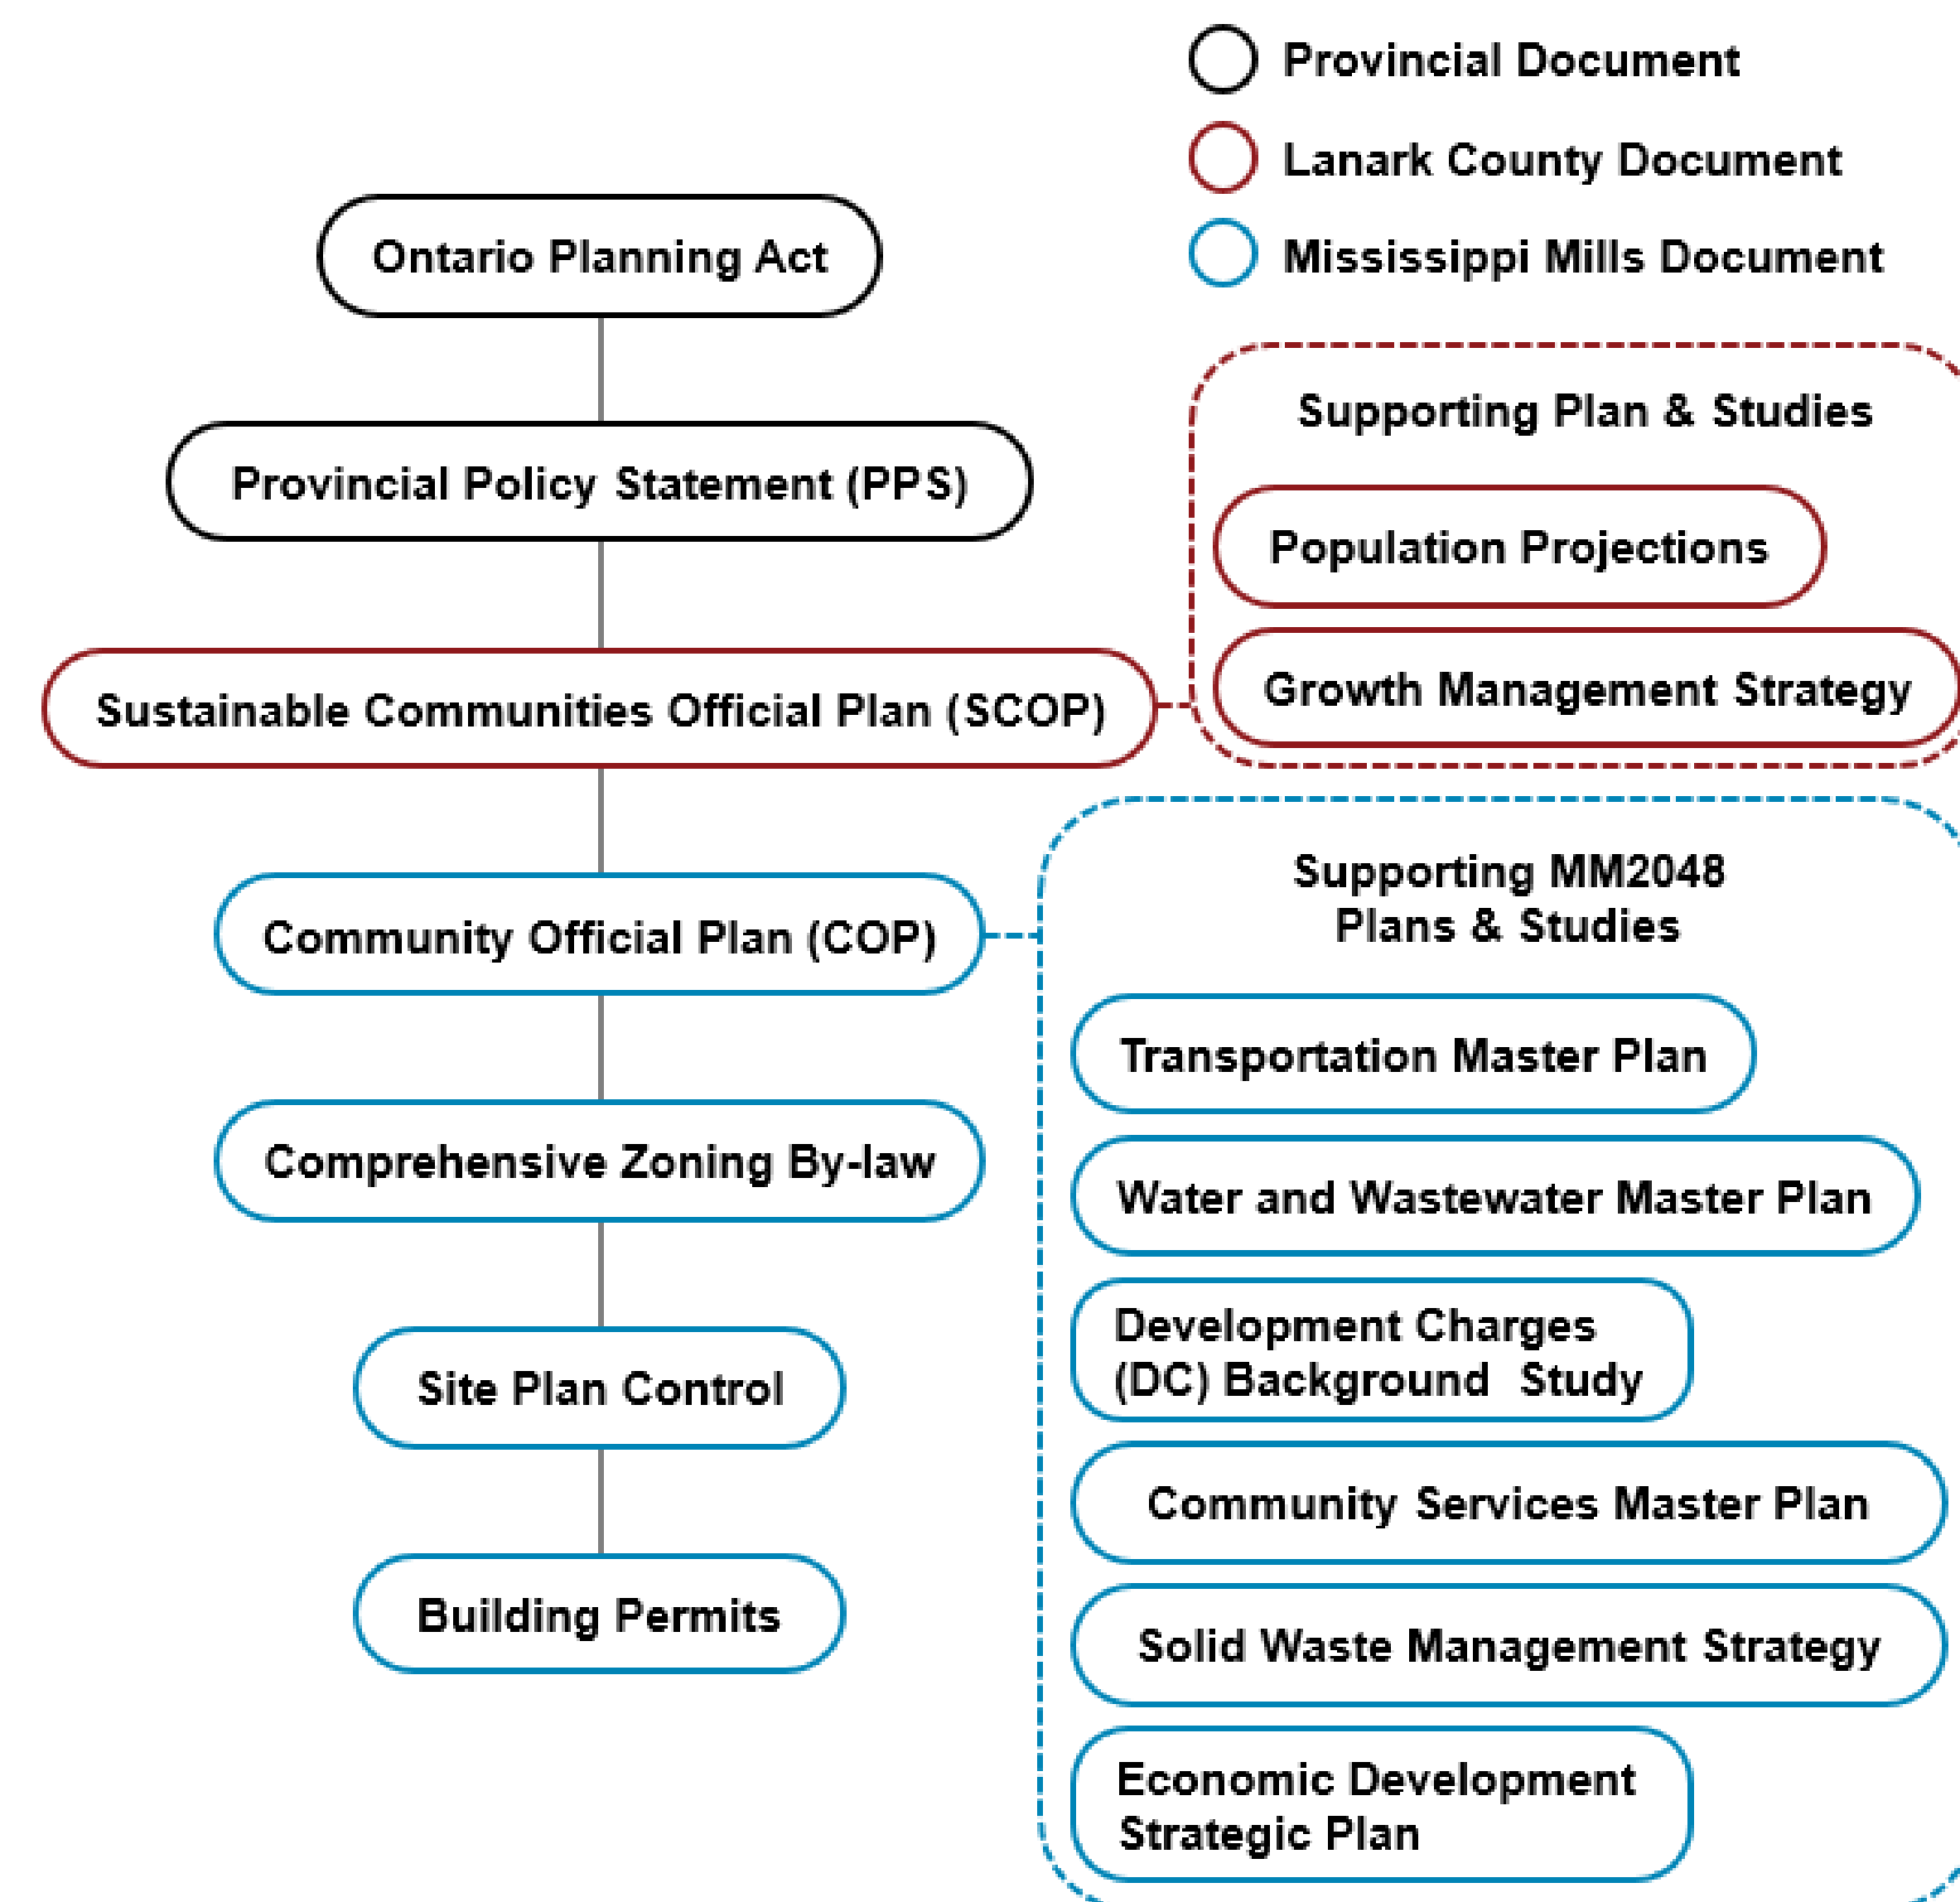 Provincial Document
Lanark County Document
Mississippi Mills Document
Ontario Planning Act
Provincial Policy Statement (PPS)
Sustainable Communities Official Plan (SCOP)
Community Official Plan (COP)
Comprehensive Zoning By-law
Site Plan Control
Building Permits
Supporting Plan & Studies
Population Projections
Growth Management Strategy
Supporting MM2048
Plans & Studies
Transportation Master Plan
Water and Wastewater Master Plan
Development Charges
(DC) Background Study
Community Services Master Plan
Solid Waste Management Strategy
Economic Development
Strategic Plan